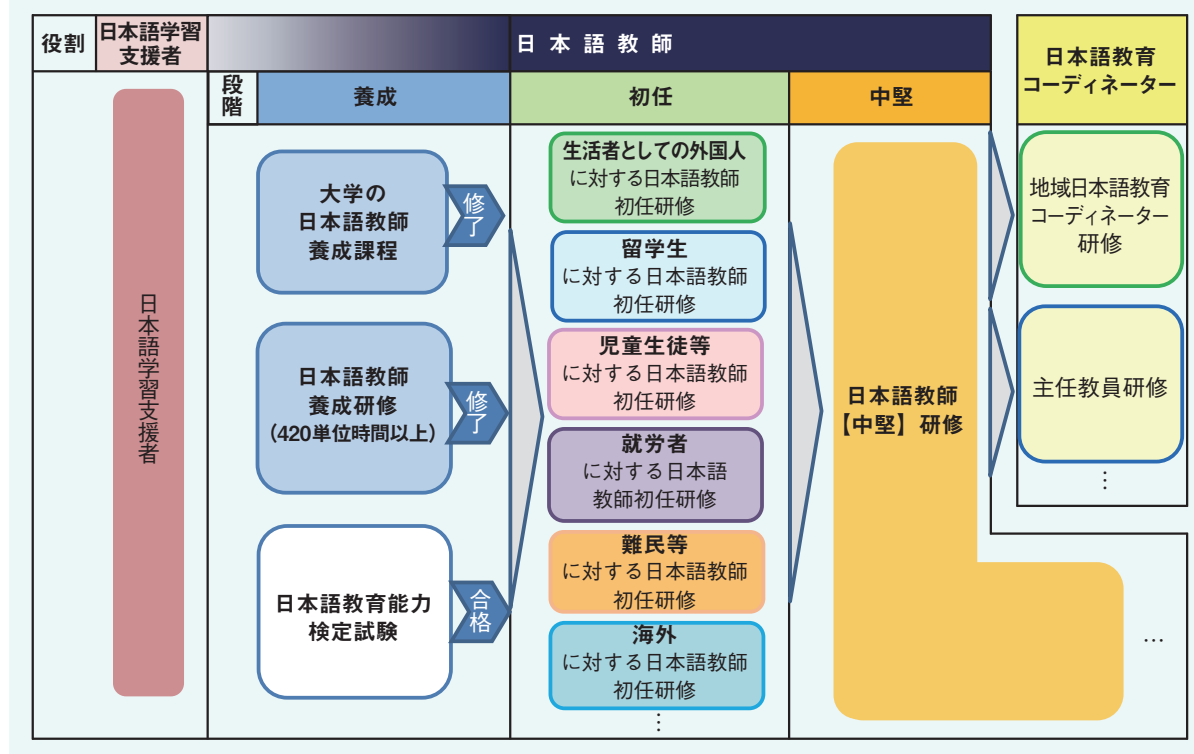 役割
日本語学習
支援者
日本語教師
日本語教育
コーディネーター
段
階
養成
初任
中堅
日本語学習支援者
大学の
日本語教師
養成課程
修了
日本語教師
養成研修
（420単位時間以上）
修了
日本語教育能力
検定試験
合格
生活者としての外国人
に対する日本語教師
初任研修
留学生
に対する日本語教師
初任研修
児童生徒等
に対する日本語教師
初任研修
就労者
に対する日本語
教師初任研修
難民等
に対する日本語教師
初任研修
海外
に対する日本語教師
初任研修
⋮
日本語教師
【中堅】研修
…
地域日本語教育
コーディネーター
研修
主任教員研修
⋮